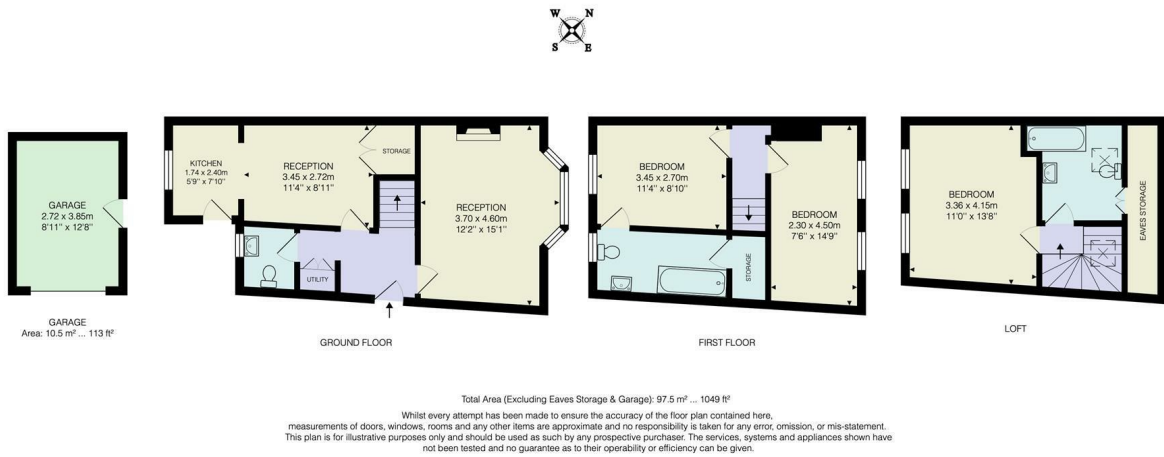 W N
S E
GARAGE
2.72 x 3.85m
8'11'' x 12'8''
GARAGE
Area: 10.5 m² ... 113 ft²
KITCHEN
1.74 x 2.40m
5'9'' x 7'10''
RECEPTION
3.45 x 2.72m
11'4'' x 8'11''
STORAGE
RECEPTION
3.70 x 4.60m
12'2'' x 15'1''
UTILITY
GROUND FLOOR
BEDROOM
3.45 x 2.70m
11'4'' x 8'10''
BEDROOM
2.30 x 4.50m
7'6'' x 14'9''
STORAGE
FIRST FLOOR
BEDROOM
3.36 x 4.15m
11'0'' x 13'8''
EAVES STORAGE
LOFT
Total Area (Excluding Eaves Storage & Garage): 97.5 m² ... 1049 ft²
Whilst every attempt has been made to ensure the accuracy of the floor plan contained here,
measurements of doors, windows, rooms and any other items are approximate and no responsibility is taken for any error, omission, or mis-statement.
This plan is for illustrative purposes only and should be used as such by any prospective purchaser. The services, systems and appliances shown have
not been tested and no guarantee as to their operability or efficiency can be given.